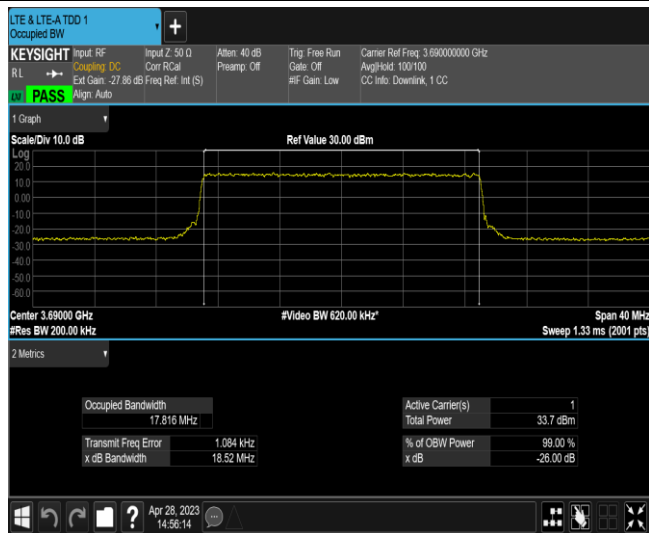 LTE & LTE-A TDD 1
Occupied BW
+
KEYSIGHT
RL
PASS
Input: RF
Coupling: DC
Ext Gain: -27.86 dB
Align: Auto
Input Z: 50 Ω
Corr RCal
Freq Ref: Int (S)
Atten: 40 dB
Preamp: Off
Trig: Free Run
Gate: Off
#IF Gain: Low
Carrier Ref Freq: 3.690000000 GHz
Avg|Hold: 100/100
CC Info: Downlink, 1 CC
1 Graph
Scale/Div 10.0 dB
Ref Value 30.00 dBm
Log
20.0
10.0
0.00
-10.0
-20.0
-30.0
-40.0
-50.0
-60.0
Center 3.69000 GHz
#Video BW 620.00 kHz*
Span 40 MHz
#Res BW 200.00 kHz
Sweep 1.33 ms (2001 pts)
2 Metrics
Occupied Bandwidth
17.816 MHz
Transmit Freq Error 1.084 kHz
x dB Bandwidth 18.52 MHz
Active Carrier(s) 1
Total Power 33.7 dBm
% of OBW Power 99.00 %
x dB -26.00 dB
?
Apr 28, 2023
14:56:14